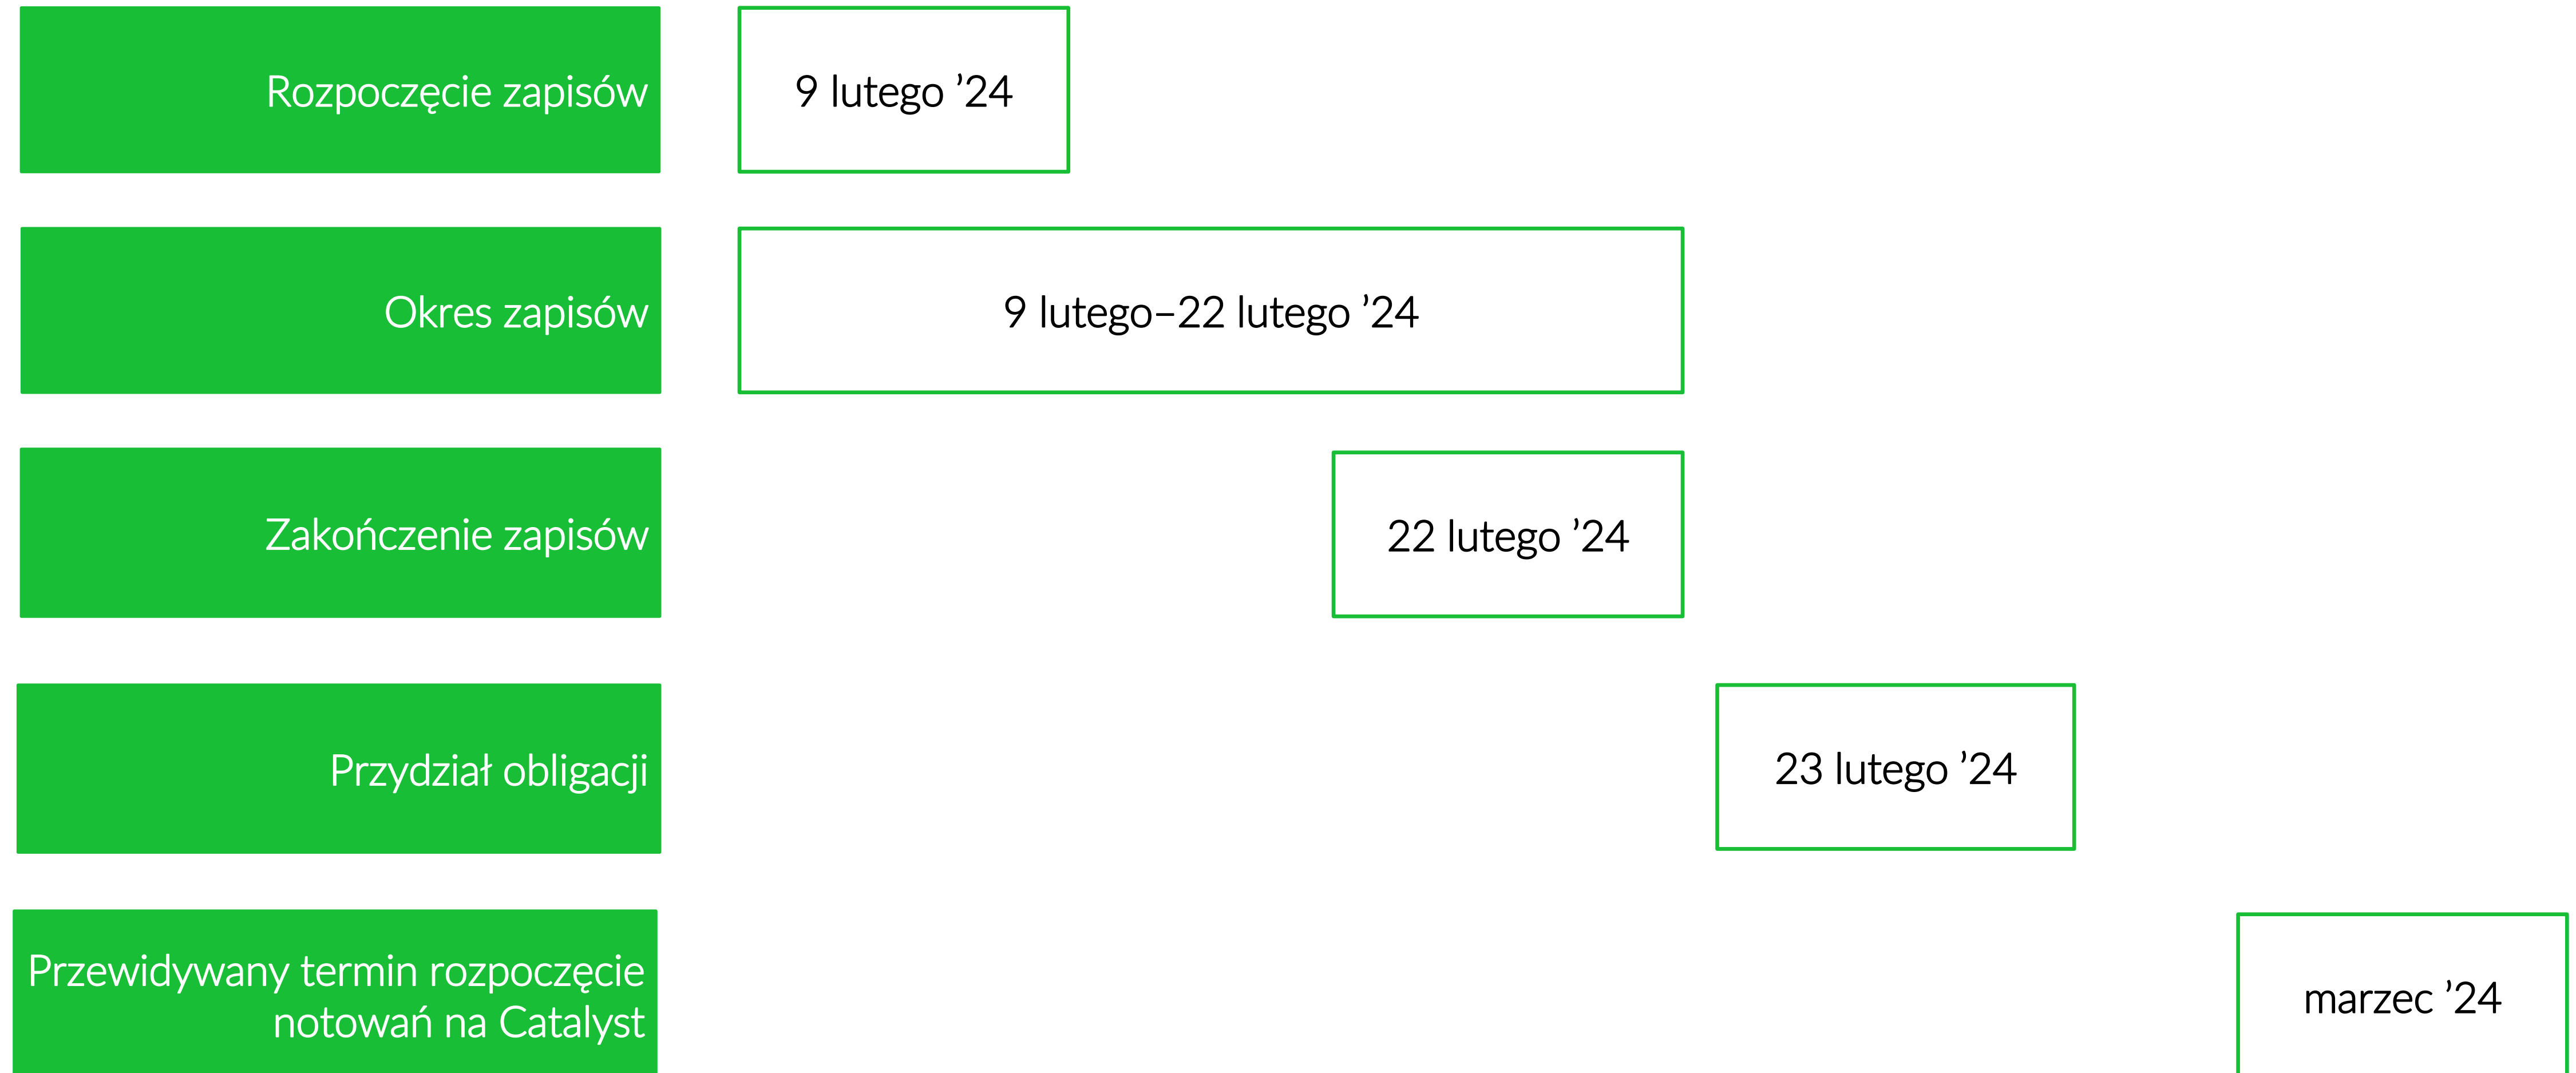 Rozpoczęcie zapisów
9 lutego ’24
Okres zapisów
9 lutego–22 lutego ’24
Zakończenie zapisów
22 lutego ’24
Przydział obligacji
23 lutego ’24
Przewidywany termin rozpoczęcie
notowań na Catalyst
marzec ’24